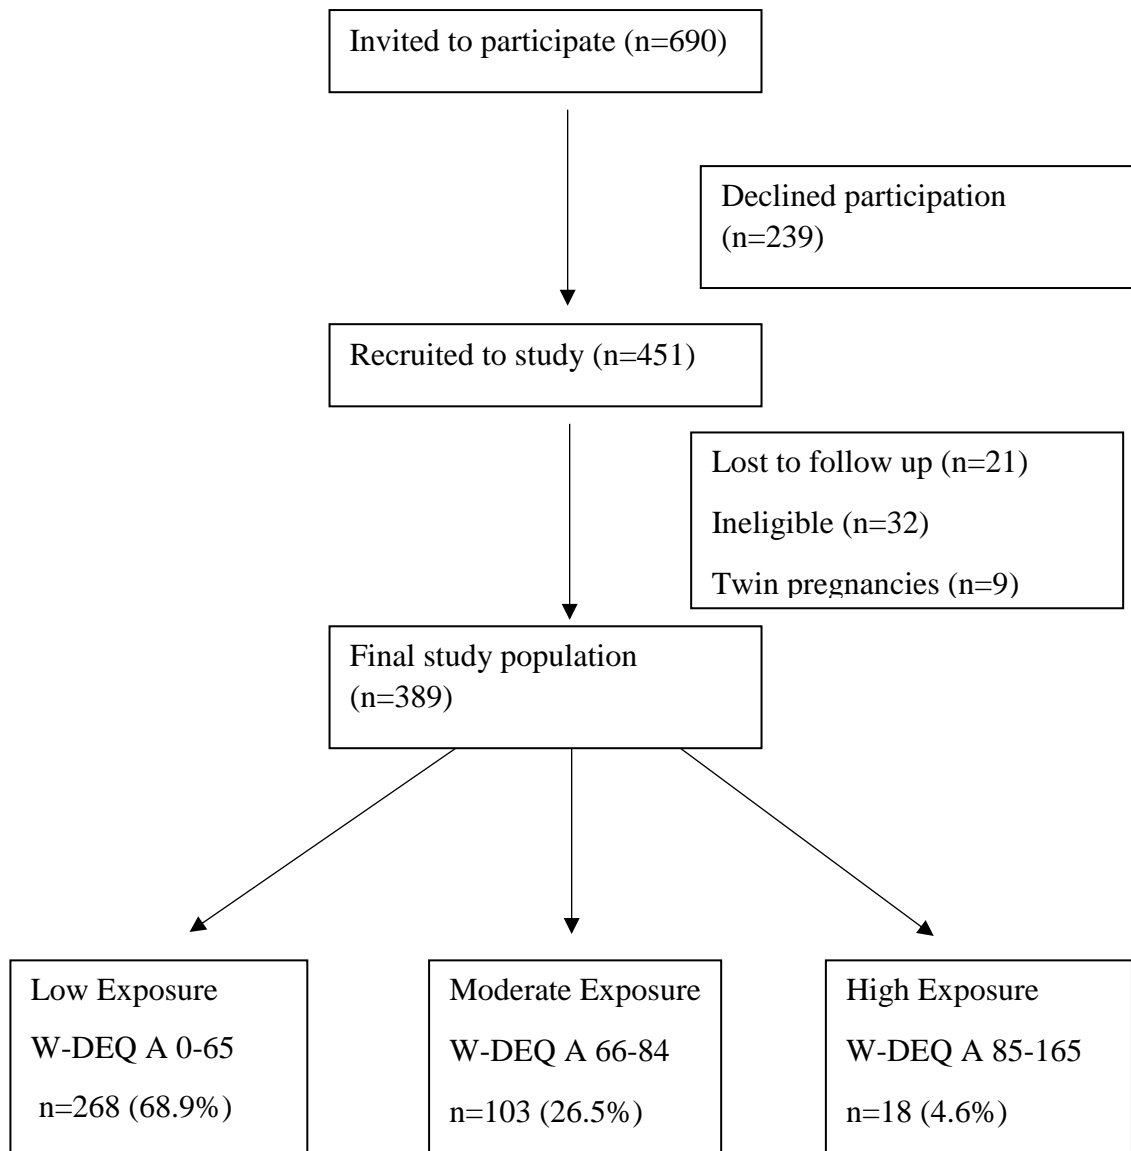 Invited to participate (n=690)
Declined participation
(n=239)
Recruited to study (n=451)
Lost to follow up (n=21)
Ineligible (n=32)
Twin pregnancies (n=9)
Final study population
(n=389)
Low Exposure
W-DEQ A 0-65
n=268 (68.9%)
Moderate Exposure
W-DEQ A 66-84
n=103 (26.5%)
High Exposure
W-DEQ A 85-165
n=18 (4.6%)